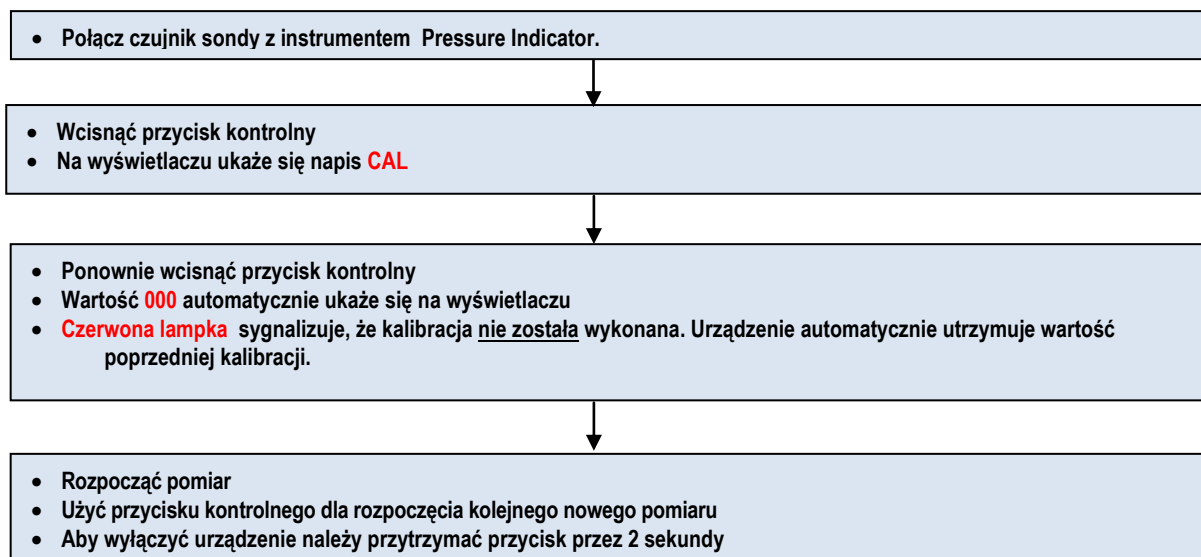 • Połącz czujnik sondy z instrumentem Pressure Indicator.
• Wcisnąć przycisk kontrolny
• Na wyświetlaczu ukaże się napis CAL
• Ponownie wcisnąć przycisk kontrolny
• Wartość 000 automatycznie ukaże się na wyświetlaczu
• Czerwona lampka sygnalizuje, że kalibracja nie została wykonana. Urządzenie automatycznie utrzymuje wartość
poprzedniej kalibracji.
• Rozpocząć pomiar
• Użyć przycisku kontrolnego dla rozpoczęcia kolejnego nowego pomiaru
• Aby wyłączyć urządzenie należy przytrzymać przycisk przez 2 sekundy